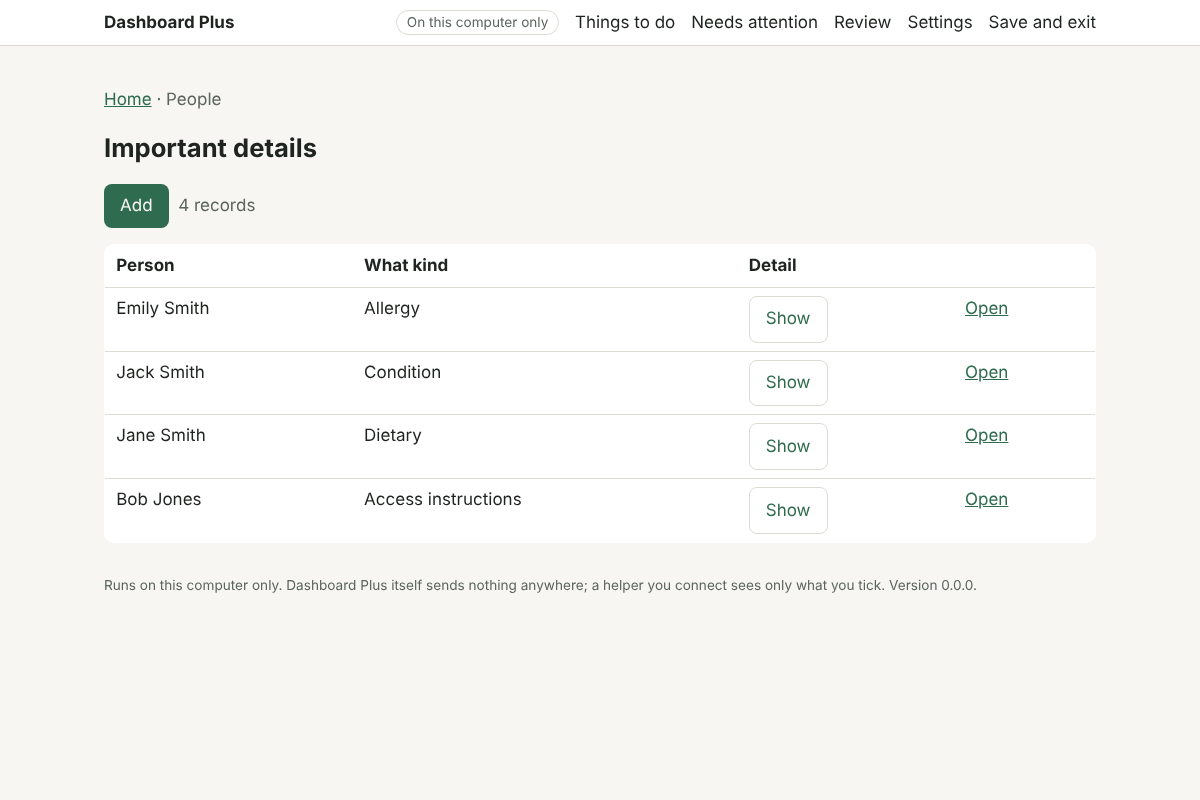 Dashboard Plus
On this computer only
Things to do
Needs attention
Review
Settings
Save and exit
Home · People
Important details
Add
4 records
Person What kind Detail
Emily Smith Allergy Show Open
Jack Smith Condition Show Open
Jane Smith Dietary Show Open
Bob Jones Access instructions Show Open
Runs on this computer only. Dashboard Plus itself sends nothing anywhere; a helper you connect sees only what you tick. Version 0.0.0.